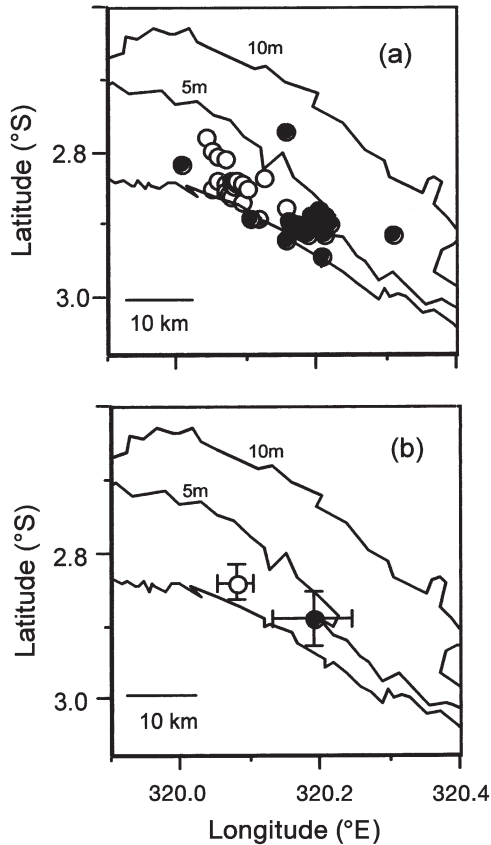 (a)
10m
5m
Latitude (°S)
2.8
3.0
10 km
(b)
10m
5m
Latitude (°S)
2.8
3.0
10 km
320.0 320.2 320.4
Longitude (°E)